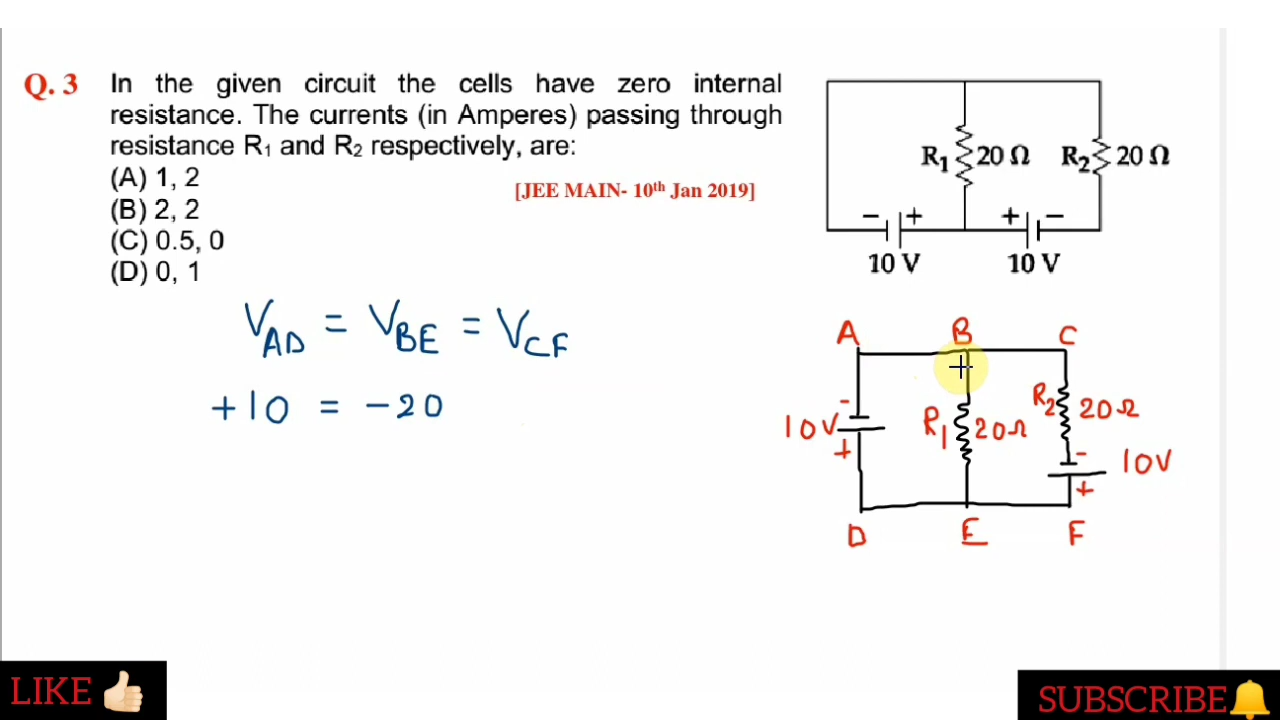 Q. 3 In the given circuit the cells have zero internal
resistance. The currents (in Amperes) passing through
resistance R₁ and R₂ respectively, are:
(A) 1, 2
[JEE MAIN- 10th Jan 2019]
(B) 2, 2
(C) 0.5, 0
(D) 0, 1
R₁ 20 Ω R₂ 20 Ω
− + + −
10 V 10 V
V_AD = V_BE = V_CF
+10 = -20
A B C
- R₂ 20Ω
10V R₁ 20Ω
+ - 10V
+
D E F
LIKE 👍🏻
SUBSCRIBE 🔔